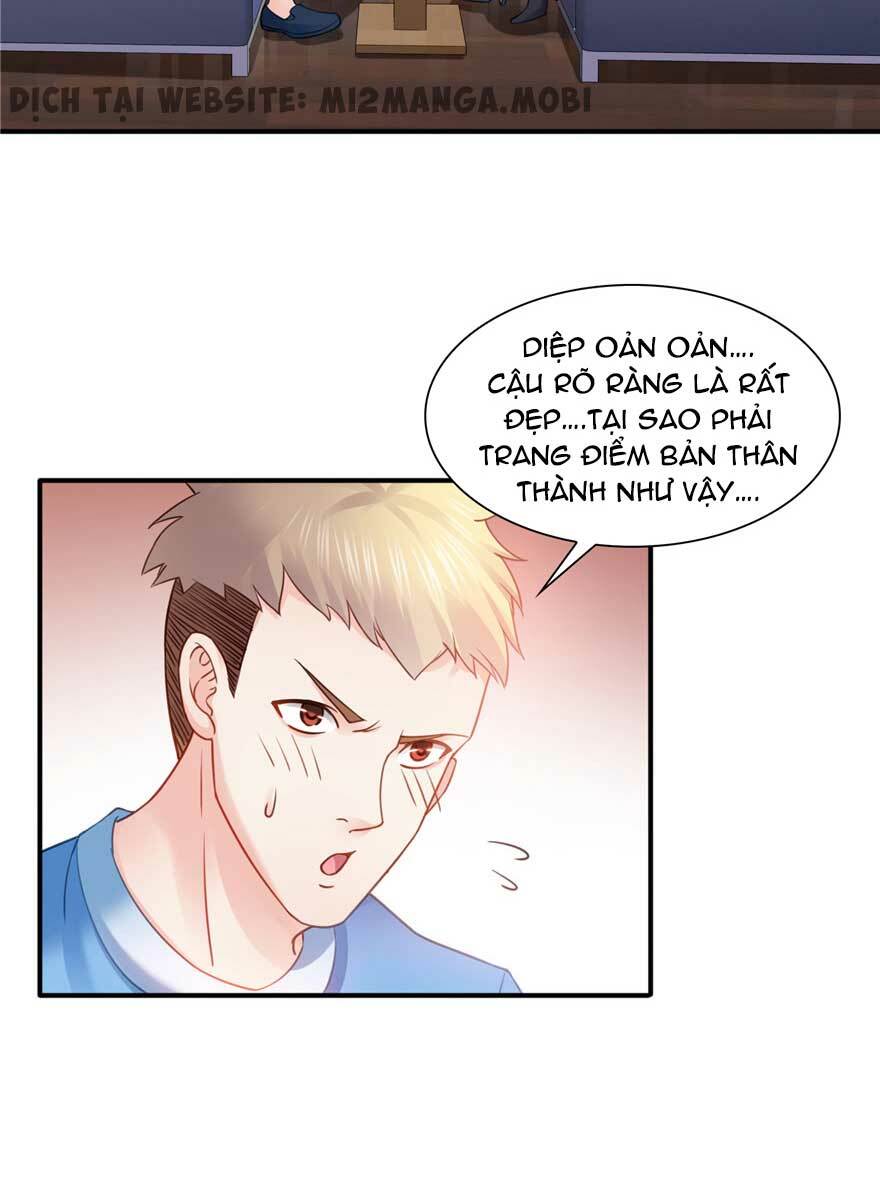 DỊCH TẠI WEBSITE: MI2MANGA.MOBI
DIỆP OẢN OẢN....
CẬU RÕ RÀNG LÀ RẤT
ĐẸP....TẠI SAO PHẢI
TRANG ĐIỂM BẢN THÂN
THÀNH NHƯ VẬY....